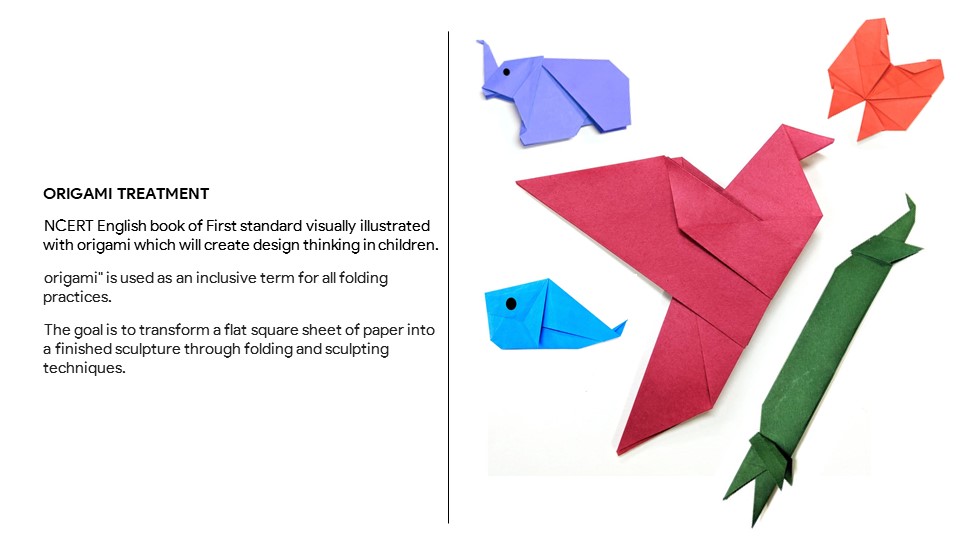 ORIGAMI TREATMENT
NCERT English book of First standard visually illustrated
with origami which will create design thinking in children.
origami" is used as an inclusive term for all folding
practices.
The goal is to transform a flat square sheet of paper into
a finished sculpture through folding and sculpting
techniques.